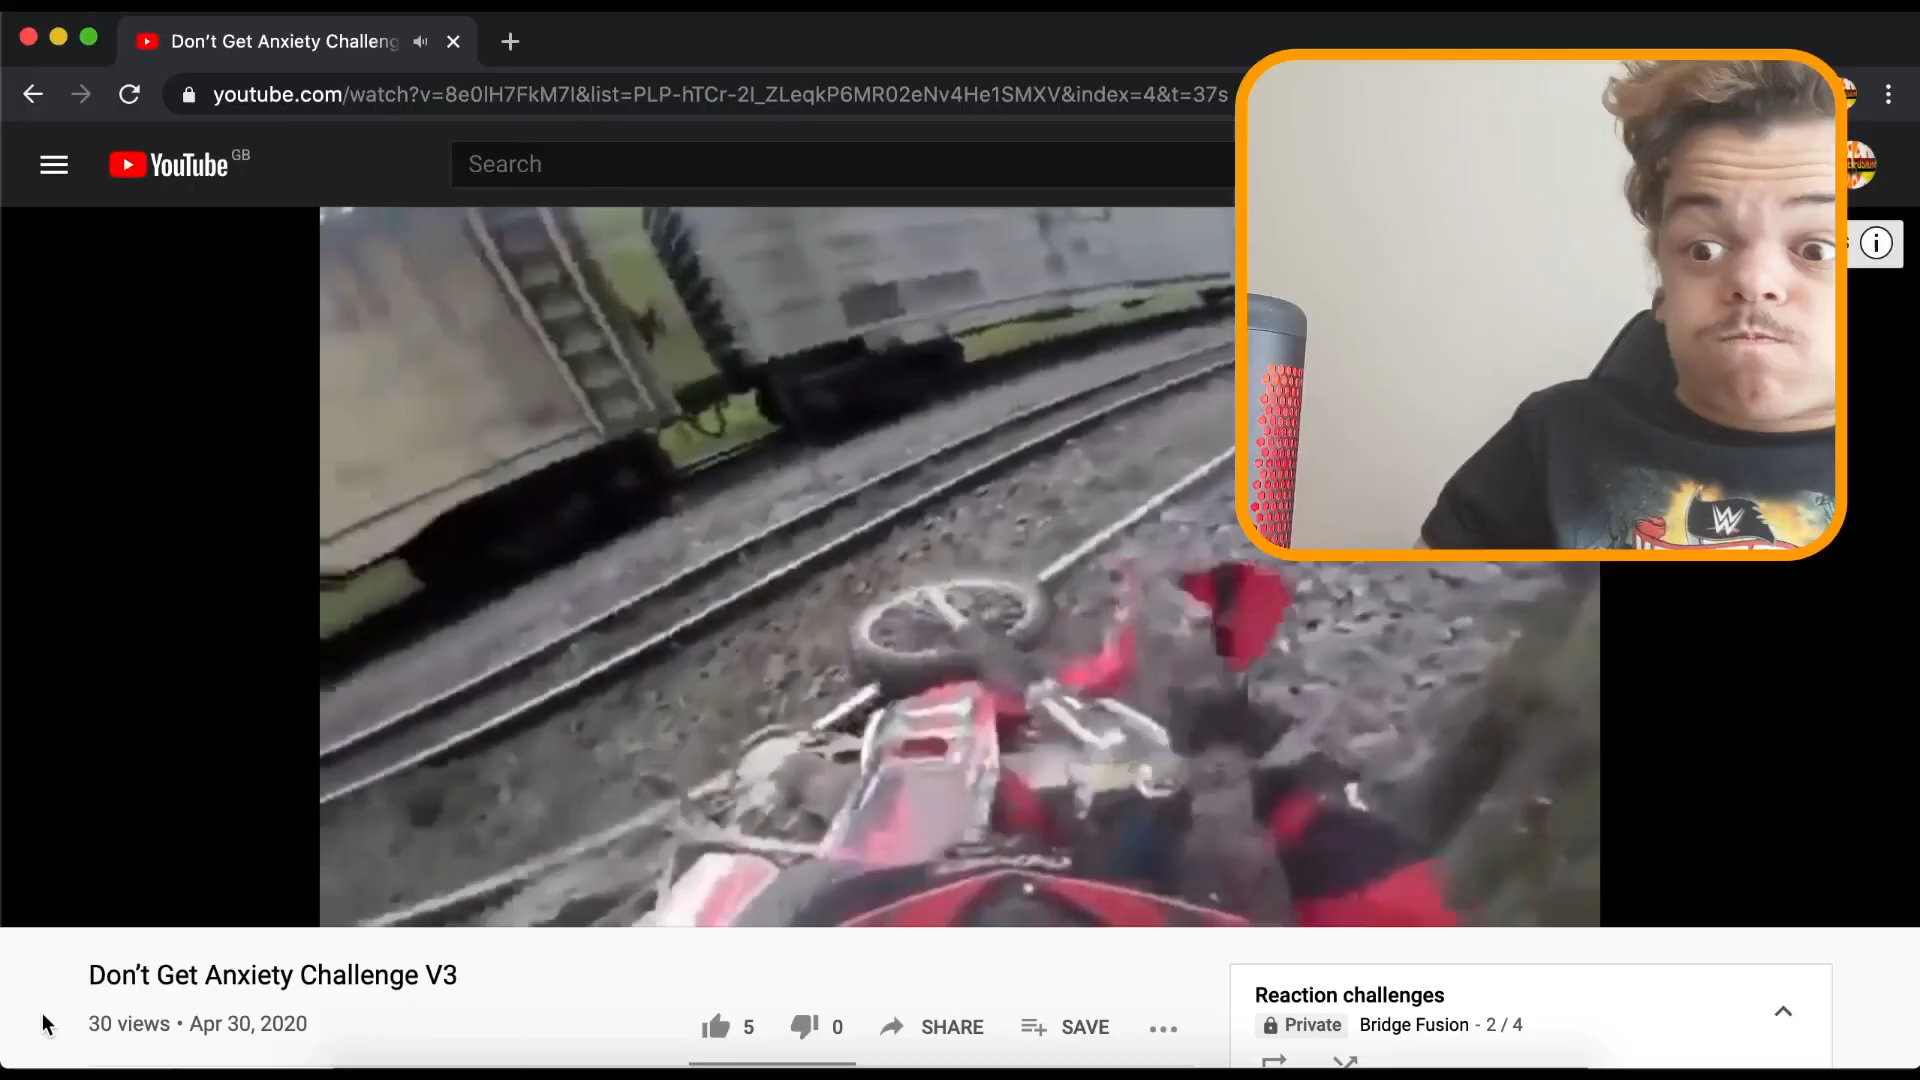 Don't Get Anxiety Challeng
youtube.com/watch?v=8e0lH7FkM7I&list=PLP-hTCr-2I_ZLeqkP6MR02eNv4He1SMXV&index=4&t=37s
YouTube GB
Search
W
Don't Get Anxiety Challenge V3
30 views • Apr 30, 2020
5
0
SHARE
SAVE
Reaction challenges
Private Bridge Fusion - 2 / 4